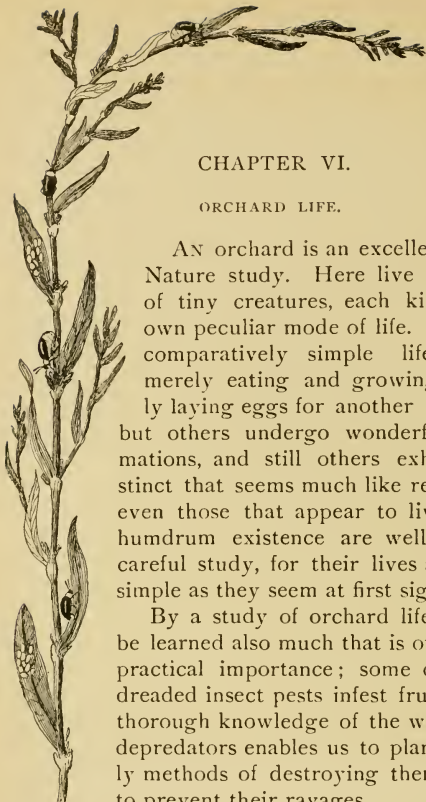 CHAPTER VI.
ORCHARD LIFE.
AN orchard is an excelle
Nature study. Here live
of tiny creatures, each ki
own peculiar mode of life.
comparatively simple life
merely eating and growing
ly laying eggs for another
but others undergo wonderf
mations, and still others exh
stinct that seems much like re
even those that appear to liv
humdrum existence are well
careful study, for their lives
simple as they seem at first sig
By a study of orchard life
be learned also much that is o
practical importance; some
dreaded insect pests infest fru
thorough knowledge of the w
depredators enables us to plan
ly methods of destroying ther
to prevent their ravages